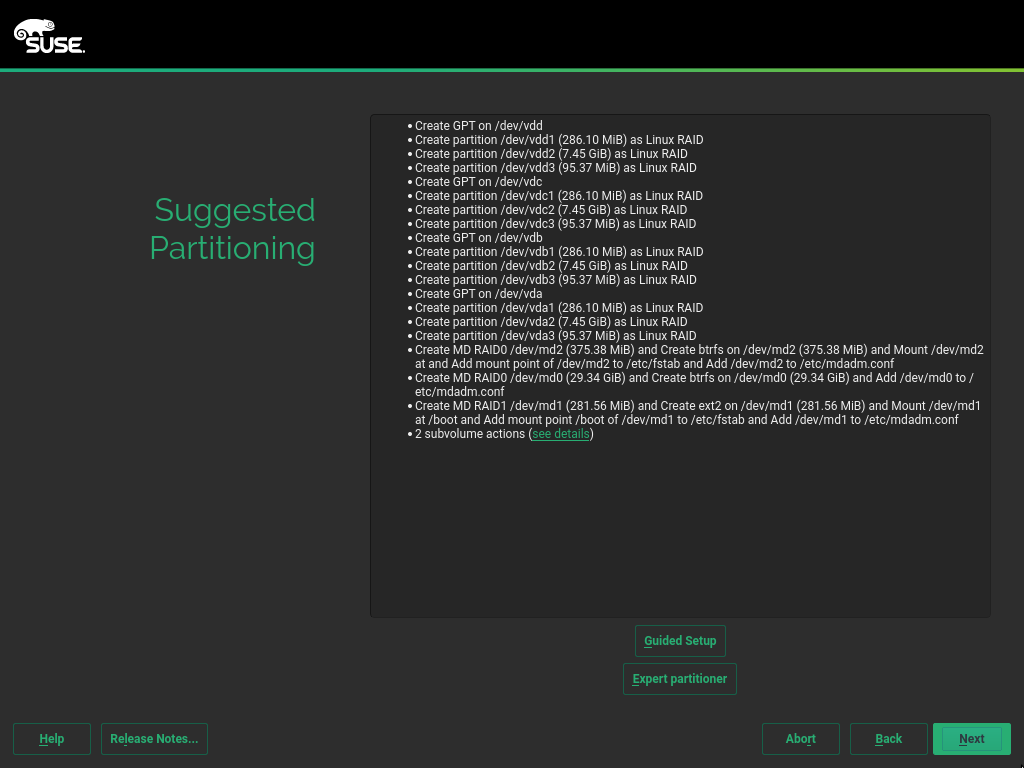 SUSE.
Suggested
Partitioning
• Create GPT on /dev/vdd
• Create partition /dev/vdd1 (286.10 MiB) as Linux RAID
• Create partition /dev/vdd2 (7.45 GiB) as Linux RAID
• Create partition /dev/vdd3 (95.37 MiB) as Linux RAID
• Create GPT on /dev/vdc
• Create partition /dev/vdc1 (286.10 MiB) as Linux RAID
• Create partition /dev/vdc2 (7.45 GiB) as Linux RAID
• Create partition /dev/vdc3 (95.37 MiB) as Linux RAID
• Create GPT on /dev/vdb
• Create partition /dev/vdb1 (286.10 MiB) as Linux RAID
• Create partition /dev/vdb2 (7.45 GiB) as Linux RAID
• Create partition /dev/vdb3 (95.37 MiB) as Linux RAID
• Create GPT on /dev/vda
• Create partition /dev/vda1 (286.10 MiB) as Linux RAID
• Create partition /dev/vda2 (7.45 GiB) as Linux RAID
• Create partition /dev/vda3 (95.37 MiB) as Linux RAID
• Create MD RAID0 /dev/md2 (375.38 MiB) and Create btrfs on /dev/md2 (375.38 MiB) and Mount /dev/md2
at and Add mount point of /dev/md2 to /etc/fstab and Add /dev/md2 to /etc/mdadm.conf
• Create MD RAID0 /dev/md0 (29.34 GiB) and Create btrfs on /dev/md0 (29.34 GiB) and Add /dev/md0 to /
etc/mdadm.conf
• Create MD RAID1 /dev/md1 (281.56 MiB) and Create ext2 on /dev/md1 (281.56 MiB) and Mount /dev/md1
at /boot and Add mount point /boot of /dev/md1 to /etc/fstab and Add /dev/md1 to /etc/mdadm.conf
• 2 subvolume actions (see details)
Guided Setup
Expert partitioner
Help
Release Notes...
Abort
Back
Next